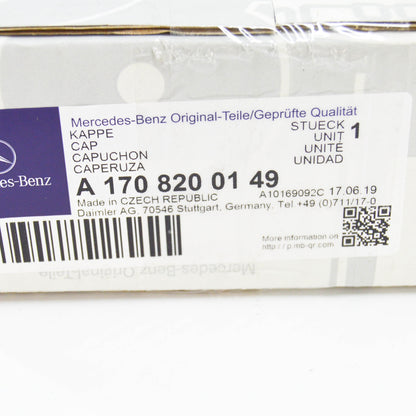 Mercedes-Benz Original-Teile/Geprüfte Qualität
KAPPE
CAP
CAPUCHON
CAPERUZA
STUECK
UNIT
UNITÉ
UNIDAD
1
des-Benz
A 170 820 01 49
Made in CZECH REPUBLIC
A10169092C 17.06.19
Daimler AG, 70546 Stuttgart, Germany, Tel. +49 (0)711/17-0
More information on
http://p.mb-qr.com
Mercedes-Benz Original-Teile